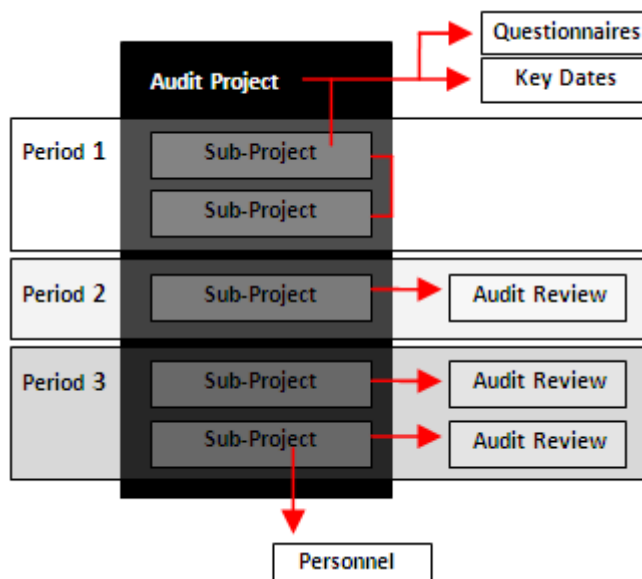 Questionnaires
Audit Project
Key Dates
Period 1
Sub-Project
Sub-Project
Period 2
Sub-Project
Audit Review
Period 3
Sub-Project
Audit Review
Sub-Project
Audit Review
Personnel